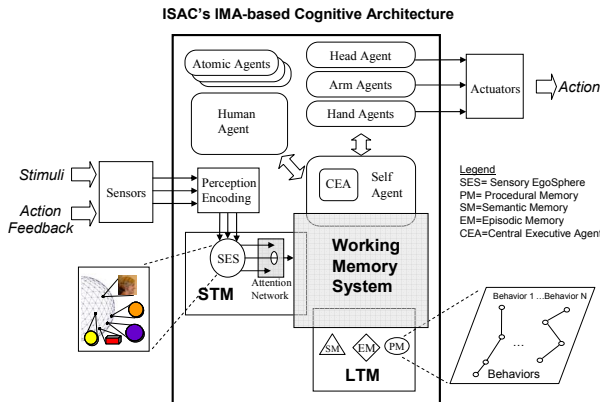 ISAC's IMA-based Cognitive Architecture
Atomic Agents
Human
Agent
Head Agent
Arm Agents
Hand Agents
Actuators
Action
Stimuli
Action
Feedback
Sensors
Perception
Encoding
CEA
Self
Agent
Legend
SES= Sensory EgoSphere
PM= Procedural Memory
SM=Semantic Memory
EM=Episodic Memory
CEA=Central Executive Agent
SES
Attention
Network
STM
Working
Memory
System
SM
EM
PM
LTM
Behavior 1 ...Behavior N
...
Behaviors